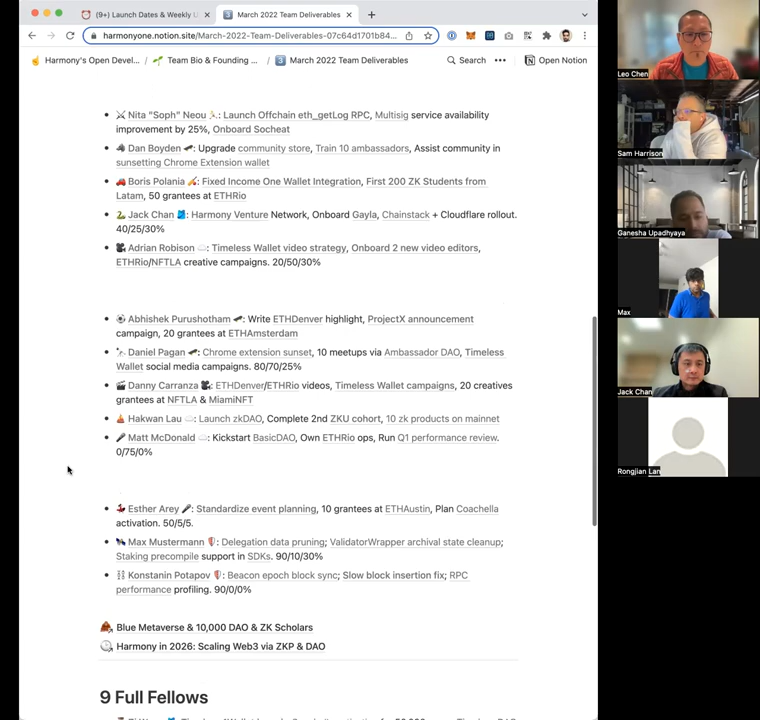 (9+) Launch Dates & Weekly U
March 2022 Team Deliverables
harmonyone.notion.site/March-2022-Team-Deliverables-07c64d1701b84...
Harmony's Open Devel... / Team Bio & Founding ... / March 2022 Team Deliverables
Search
Open Notion
Nita "Soph" Neou : Launch Offchain eth_getLog RPC, Multisig service availability
improvement by 25%, Onboard Socheat
Dan Boyden : Upgrade community store, Train 10 ambassadors, Assist community in
sunsetting Chrome Extension wallet
Boris Polania : Fixed Income One Wallet Integration, First 200 ZK Students from
Latam, 50 grantees at ETHRio
Jack Chan : Harmony Venture Network, Onboard Gayla, Chainstack + Cloudflare rollout.
40/25/30%
Adrian Robison : Timeless Wallet video strategy, Onboard 2 new video editors,
ETHRio/NFTLA creative campaigns. 20/50/30%
Abhishek Purushotham : Write ETHDenver highlight, ProjectX announcement
campaign, 20 grantees at ETHAmsterdam
Daniel Pagan : Chrome extension sunset, 10 meetups via Ambassador DAO, Timeless
Wallet social media campaigns. 80/70/25%
Danny Carranza : ETHDenver/ETHRio videos, Timeless Wallet campaigns, 20 creatives
grantees at NFTLA & MiamiNFT
Hakwan Lau : Launch zkDAO, Complete 2nd ZKU cohort, 10 zk products on mainnet
Matt McDonald : Kickstart BasicDAO, Own ETHRio ops, Run Q1 performance review.
0/75/0%
Esther Arey : Standardize event planning, 10 grantees at ETHAustin, Plan Coachella
activation. 50/5/5.
Max Mustermann : Delegation data pruning; ValidatorWrapper archival state cleanup;
Staking precompile support in SDKs. 90/10/30%
Konstanin Potapov : Beacon epoch block sync; Slow block insertion fix; RPC
performance profiling. 90/0/0%
Blue Metaverse & 10,000 DAO & ZK Scholars
Harmony in 2026: Scaling Web3 via ZKP & DAO
9 Full Fellows
Leo Chen
Sam Harrison
Ganesha Upadhyaya
Max
Jack Chan
Rongjian Lan